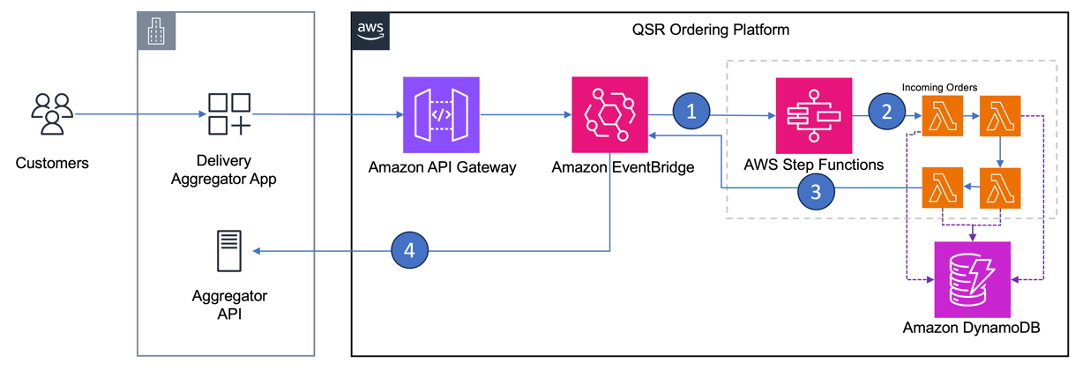 aws
QSR Ordering Platform
Incoming Orders
1
2
Customers
Delivery
Aggregator App
Amazon API Gateway
Amazon EventBridge
AWS Step Functions
3
4
Aggregator
API
Amazon DynamoDB